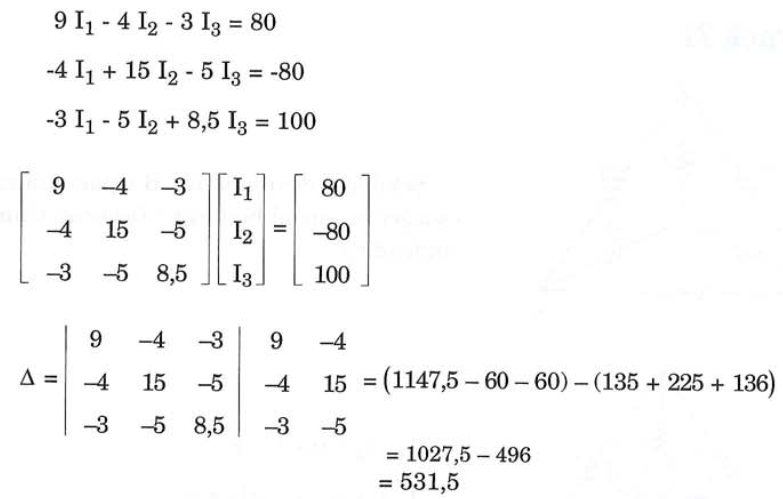 9 I₁ - 4 I₂ - 3 I₃ = 80
-4 I₁ + 15 I₂ - 5 I₃ = -80
-3 I₁ - 5 I₂ + 8,5 I₃ = 100
[ 9 –4 –3 ] [ I₁ ] [ 80 ]
[ –4 15 –5 ] [ I₂ ] = [ –80 ]
[ –3 –5 8,5 ] [ I₃ ] [ 100 ]
| 9 –4 –3 | 9 –4
Δ = | –4 15 –5 | –4 15 = (1147,5 – 60 – 60) – (135 + 225 + 136)
| –3 –5 8,5 | –3 –5
= 1027,5 – 496
= 531,5